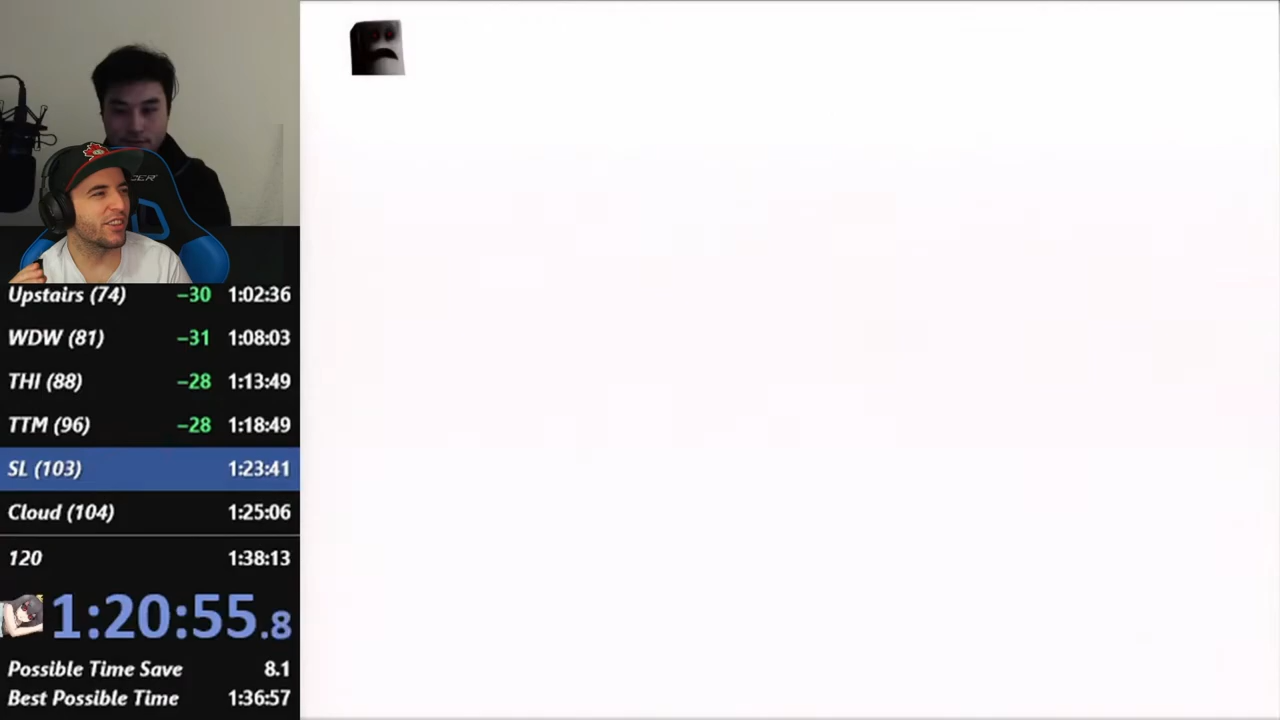 CER
Upstairs (74) −30 1:02:36
WDW (81) −31 1:08:03
THI (88) −28 1:13:49
TTM (96) −28 1:18:49
SL (103) 1:23:41
Cloud (104) 1:25:06
120 1:38:13
1:20:55.8
Possible Time Save 8.1
Best Possible Time 1:36:57